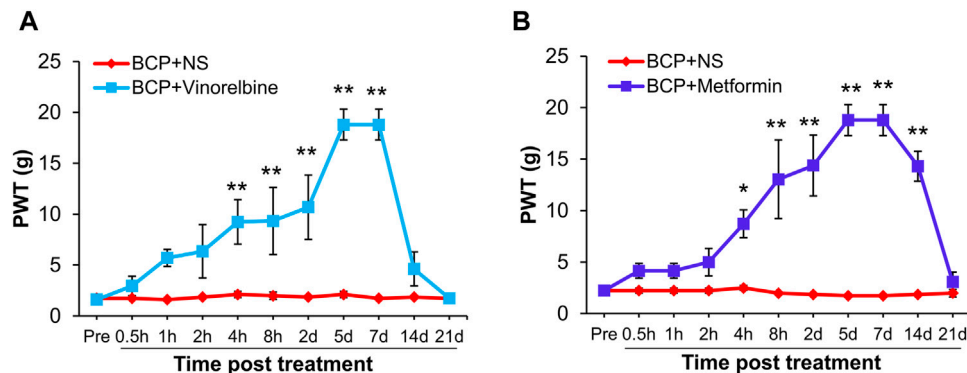 A
BCP+NS
BCP+Vinorelbine
PWT (g)
25
20
15
10
5
0
** ** ** ** **
Pre 0.5h 1h 2h 4h 8h 2d 5d 7d 14d 21d
Time post treatment
B
BCP+NS
BCP+Metformin
PWT (g)
25
20
15
10
5
0
* ** ** ** ** **
Pre 0.5h 1h 2h 4h 8h 2d 5d 7d 14d 21d
Time post treatment